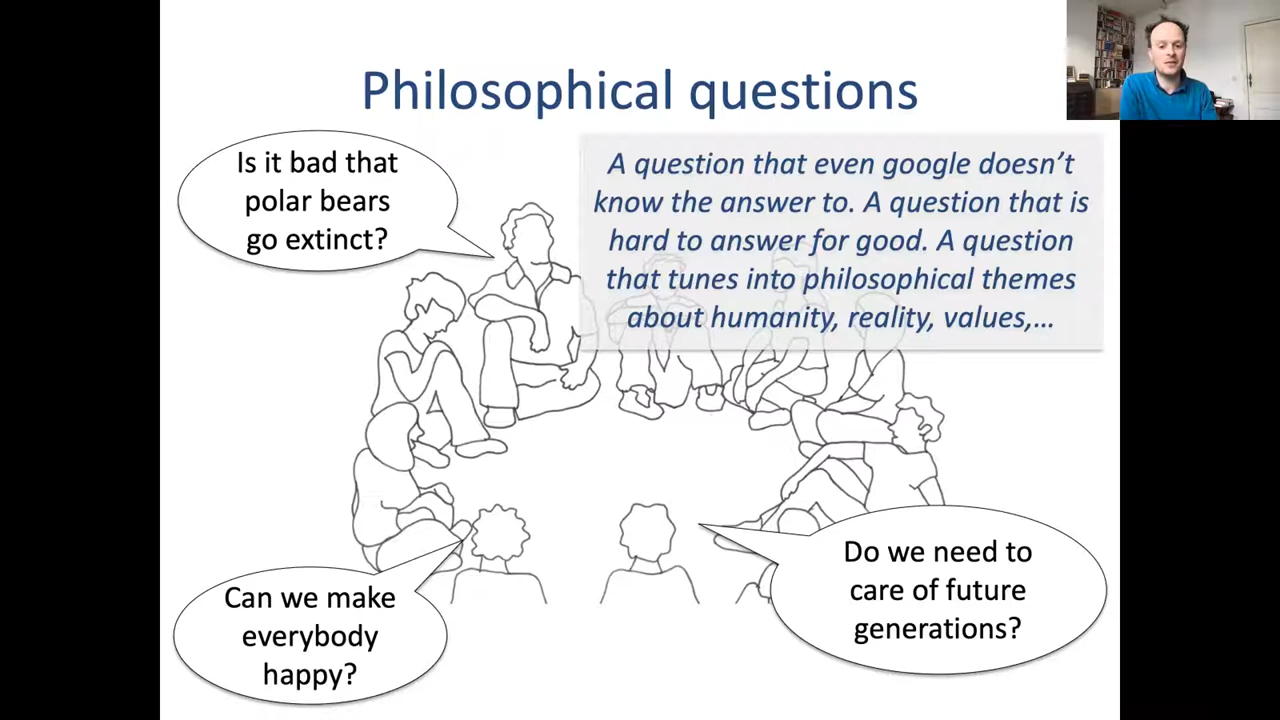 Philosophical questions
Is it bad that
polar bears
go extinct?
A question that even google doesn’t
know the answer to. A question that is
hard to answer for good. A question
that tunes into philosophical themes
about humanity, reality, values,…
Can we make
everybody
happy?
Do we need to
care of future
generations?